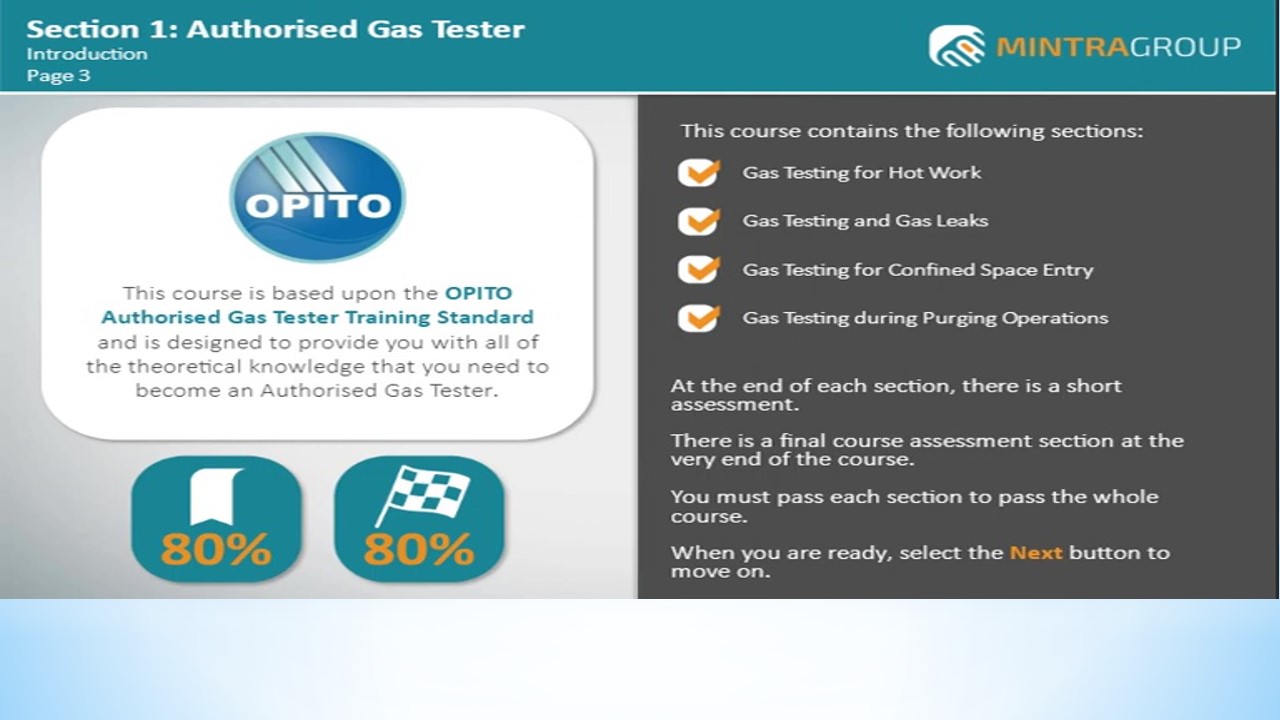 Section 1: Authorised Gas Tester
Introduction
Page 3
MINTRAGROUP
OPITO
This course is based upon the OPITO
Authorised Gas Tester Training Standard
and is designed to provide you with all of
the theoretical knowledge that you need to
become an Authorised Gas Tester.
80%
80%
This course contains the following sections:
Gas Testing for Hot Work
Gas Testing and Gas Leaks
Gas Testing for Confined Space Entry
Gas Testing during Purging Operations
At the end of each section, there is a short
assessment.
There is a final course assessment section at the
very end of the course.
You must pass each section to pass the whole
course.
When you are ready, select the Next button to
move on.